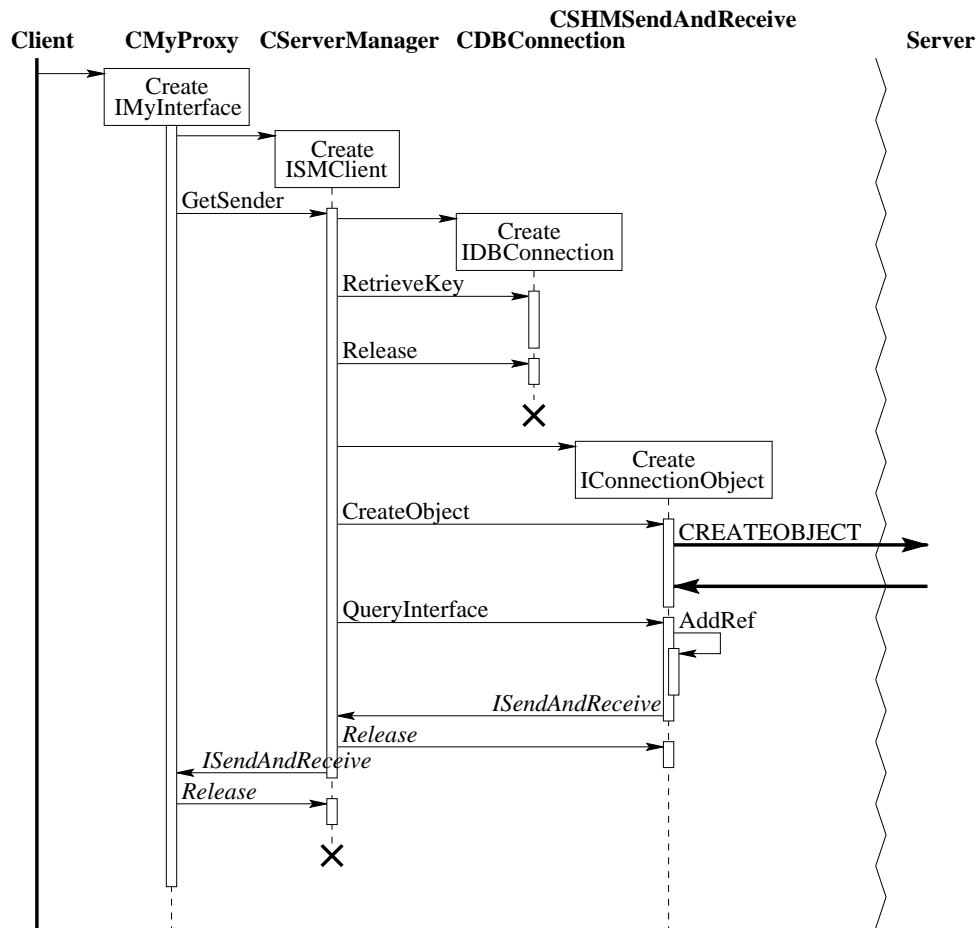 CSHMSendAndReceive
Client CMyProxy CServerManager CDBConnection Server
Create
IMyInterface
Create
ISMClient
GetSender
Create
IDBConnection
RetrieveKey
Release
Create
IConnectionObject
CreateObject
CREATEOBJECT
QueryInterface
AddRef
ISendAndReceive
Release
ISendAndReceive
Release